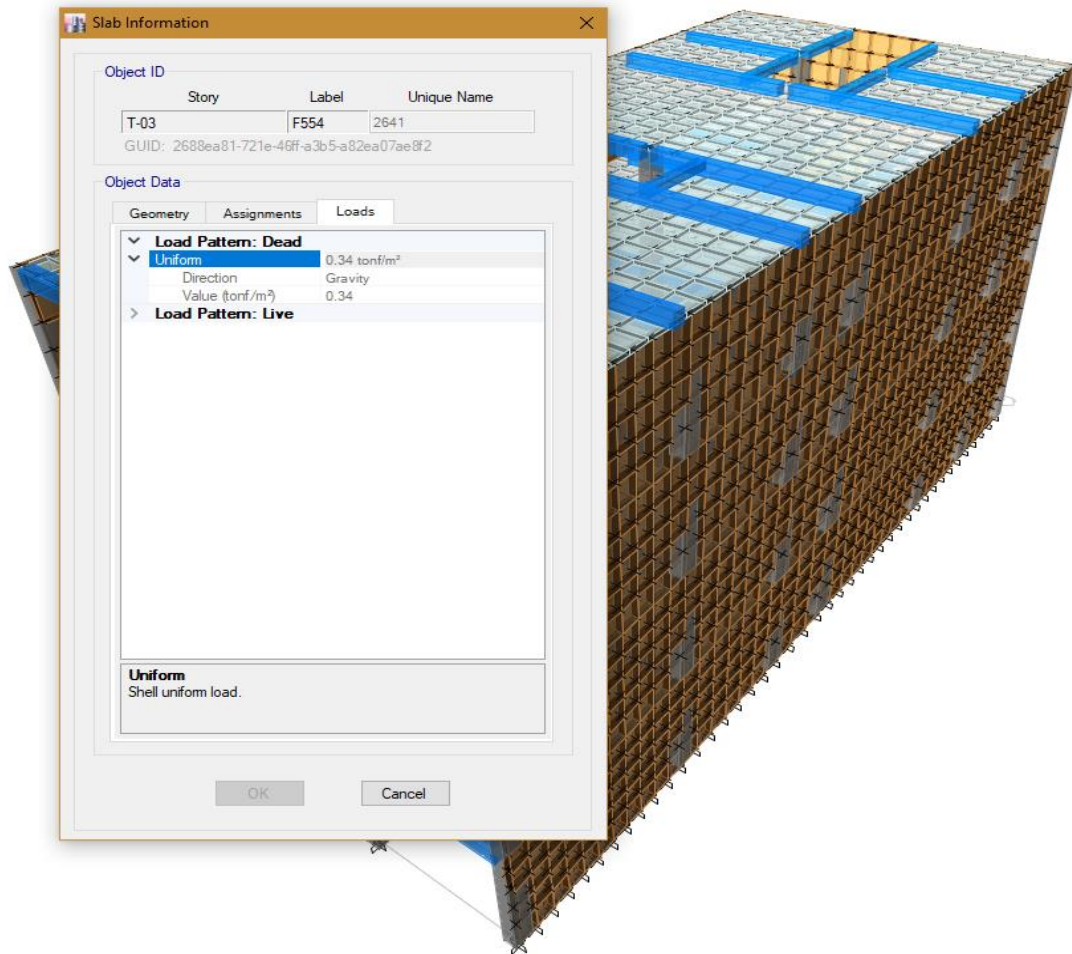 Slab Information
Object ID
Story Label Unique Name
T-03 F554 2641
GUID: 2688ea81-721e-46ff-a3b5-a82ea07ae8f2
Object Data
Geometry Assignments Loads
Load Pattern: Dead
Uniform 0.34 tonf/m²
Direction Gravity
Value (tonf/m²) 0.34
Load Pattern: Live
Uniform
Shell uniform load.
OK Cancel